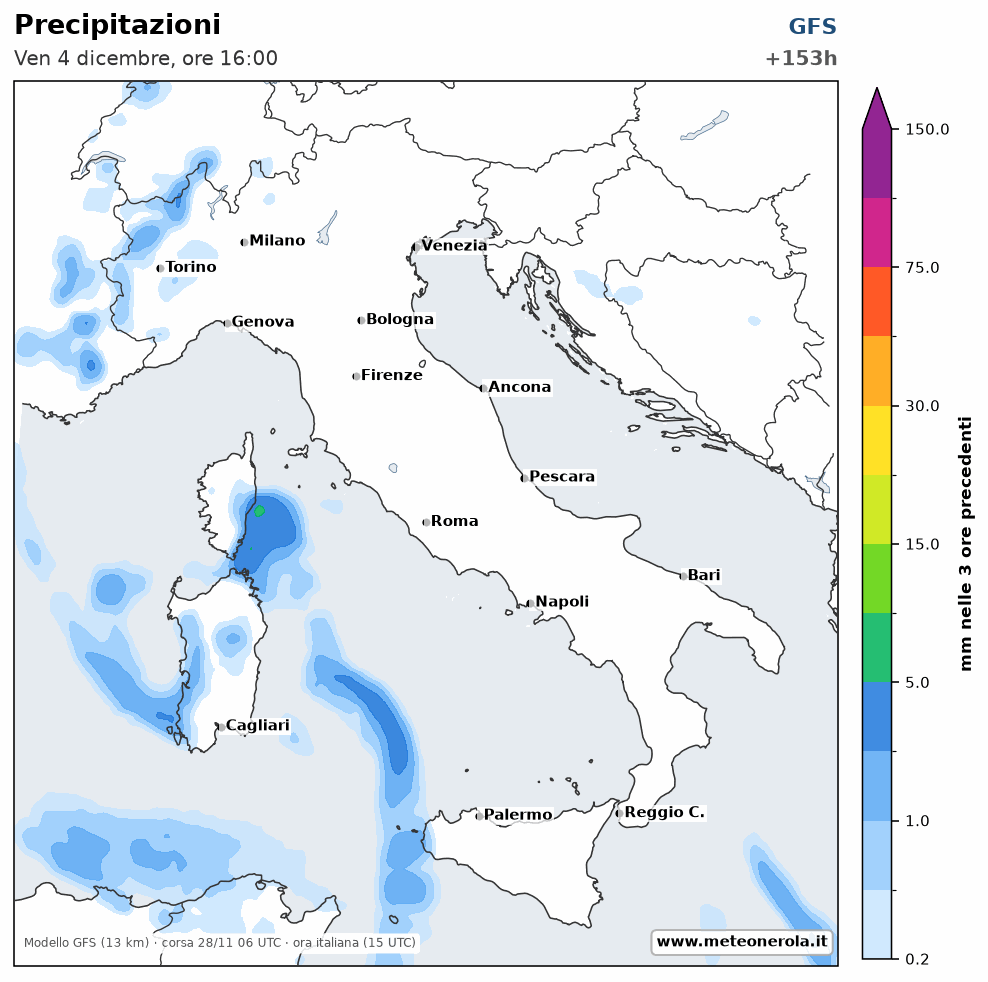 Precipitazioni
GFS
Ven 4 dicembre, ore 16:00
+153h
Milano
Venezia
Torino
Genova
Bologna
Firenze
Ancona
Pescara
Roma
Bari
Napoli
Cagliari
Palermo
Reggio C.
150.0
75.0
30.0
15.0
5.0
1.0
0.2
mm nelle 3 ore precedenti
Modello GFS (13 km) · corsa 28/11 06 UTC · ora italiana (15 UTC)
www.meteonerola.it